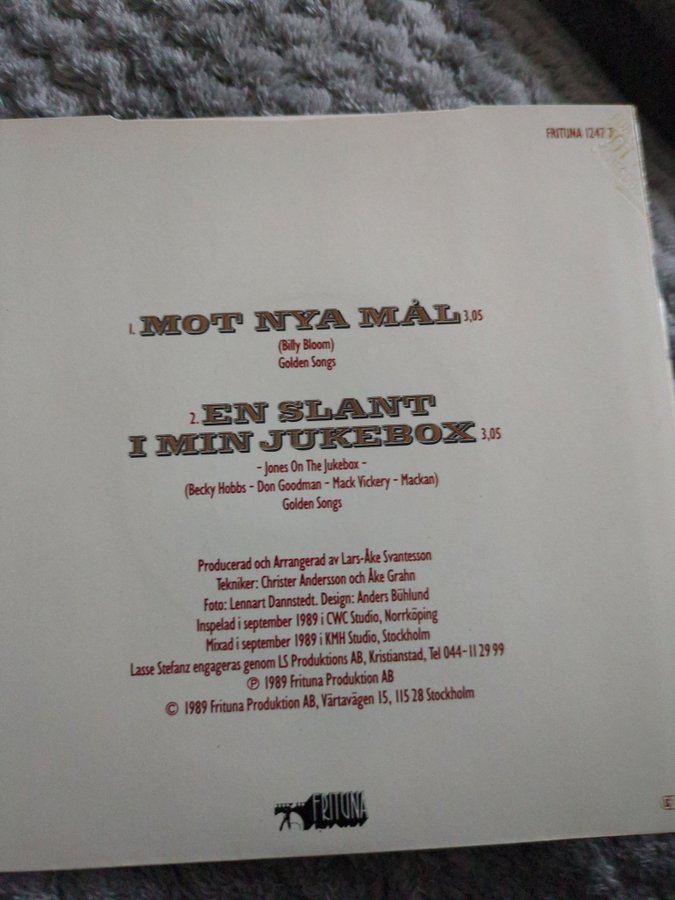 FRITUNA 1247
1. MOT NYA MÅL 3,05
(Billy Bloom)
Golden Songs
2. EN SLANT
I MIN JUKEBOX 3,05
- Jones On The Jukebox -
(Becky Hobbs - Don Goodman - Mack Vickery - Mackan)
Golden Songs
Producerad och Arrangerad av Lars-Åke Svantesson
Tekniker: Christer Andersson och Åke Grahn
Foto: Lennart Dannstedt. Design: Anders Bühlund
Inspelad i september 1989 i CWC Studio, Norrköping
Mixad i september 1989 i KMH Studio, Stockholm
Lasse Stefanz engageras genom LS Produktions AB, Kristianstad, Tel 044-11 29 99
℗ 1989 Frituna Produktion AB
© 1989 Frituna Produktion AB, Värtavägen 15, 115 28 Stockholm
FRITUNA